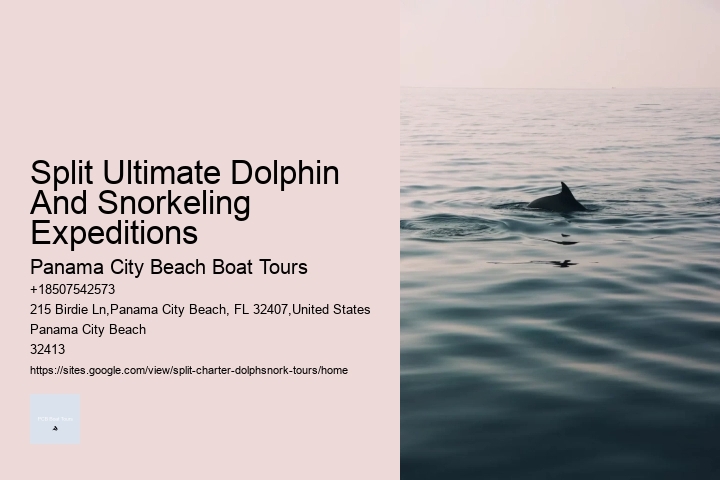 Split Ultimate Dolphin
And Snorkeling
Expeditions
Panama City Beach Boat Tours
+18507542573
215 Birdie Ln,Panama City Beach, FL 32407,United States
Panama City Beach
32413
https://sites.google.com/view/split-charter-dolphsnork-tours/home